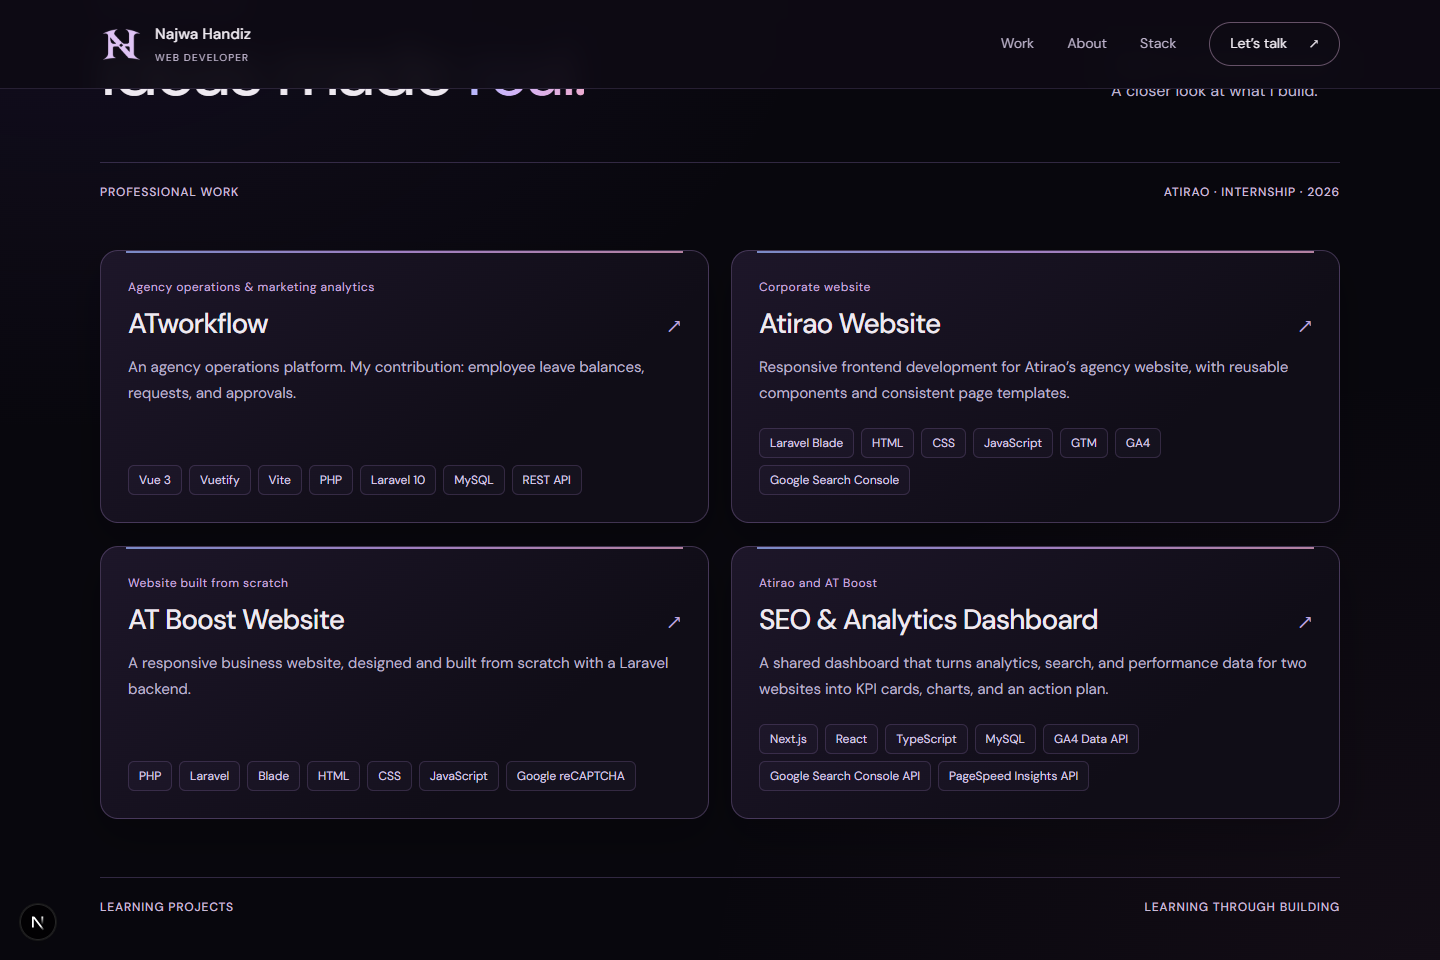 Najwa Handiz
WEB DEVELOPER
Work
About
Stack
Let's talk ↗
Ideas made real.
A closer look at what I build.
PROFESSIONAL WORK
ATIRAO · INTERNSHIP · 2026
Agency operations & marketing analytics
ATworkflow ↗
An agency operations platform. My contribution: employee leave balances,
requests, and approvals.
Vue 3
Vuetify
Vite
PHP
Laravel 10
MySQL
REST API
Corporate website
Atirao Website ↗
Responsive frontend development for Atirao’s agency website, with reusable
components and consistent page templates.
Laravel Blade
HTML
CSS
JavaScript
GTM
GA4
Google Search Console
Website built from scratch
AT Boost Website ↗
A responsive business website, designed and built from scratch with a Laravel
backend.
PHP
Laravel
Blade
HTML
CSS
JavaScript
Google reCAPTCHA
Atirao and AT Boost
SEO & Analytics Dashboard ↗
A shared dashboard that turns analytics, search, and performance data for two
websites into KPI cards, charts, and an action plan.
Next.js
React
TypeScript
MySQL
GA4 Data API
Google Search Console API
PageSpeed Insights API
LEARNING PROJECTS
LEARNING THROUGH BUILDING